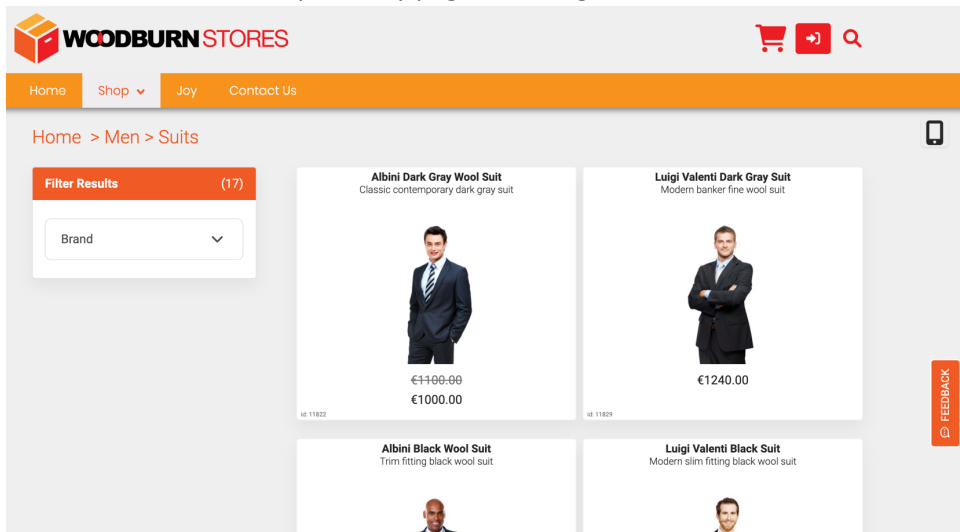 WOODBURN STORES
Home Shop Joy Contact Us
Home > Men > Suits
Filter Results (17)
Brand
Albini Dark Gray Wool Suit
Classic contemporary dark gray suit
€1100.00
€1000.00
id: 11822
Luigi Valenti Dark Gray Suit
Modern banker fine wool suit
€1240.00
id: 11829
Albini Black Wool Suit
Trim fitting black wool suit
Luigi Valenti Black Suit
Modern slim fitting black wool suit
FEEDBACK